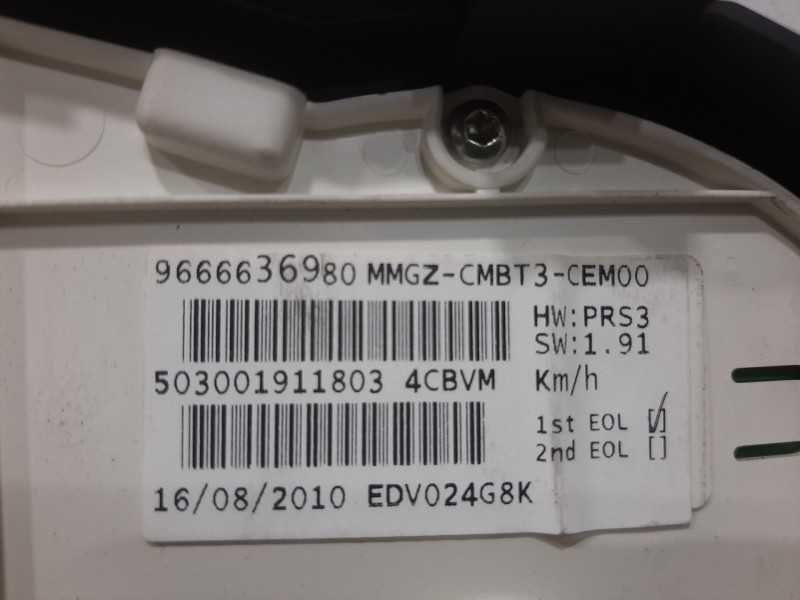 9666636980 MMGZ-CMBT3-CEM00
HW:PRS3
SW:1.91
503001911803 4CBVM Km/h
1st EOL [✓]
2nd EOL []
16/08/2010 EDV024G8K